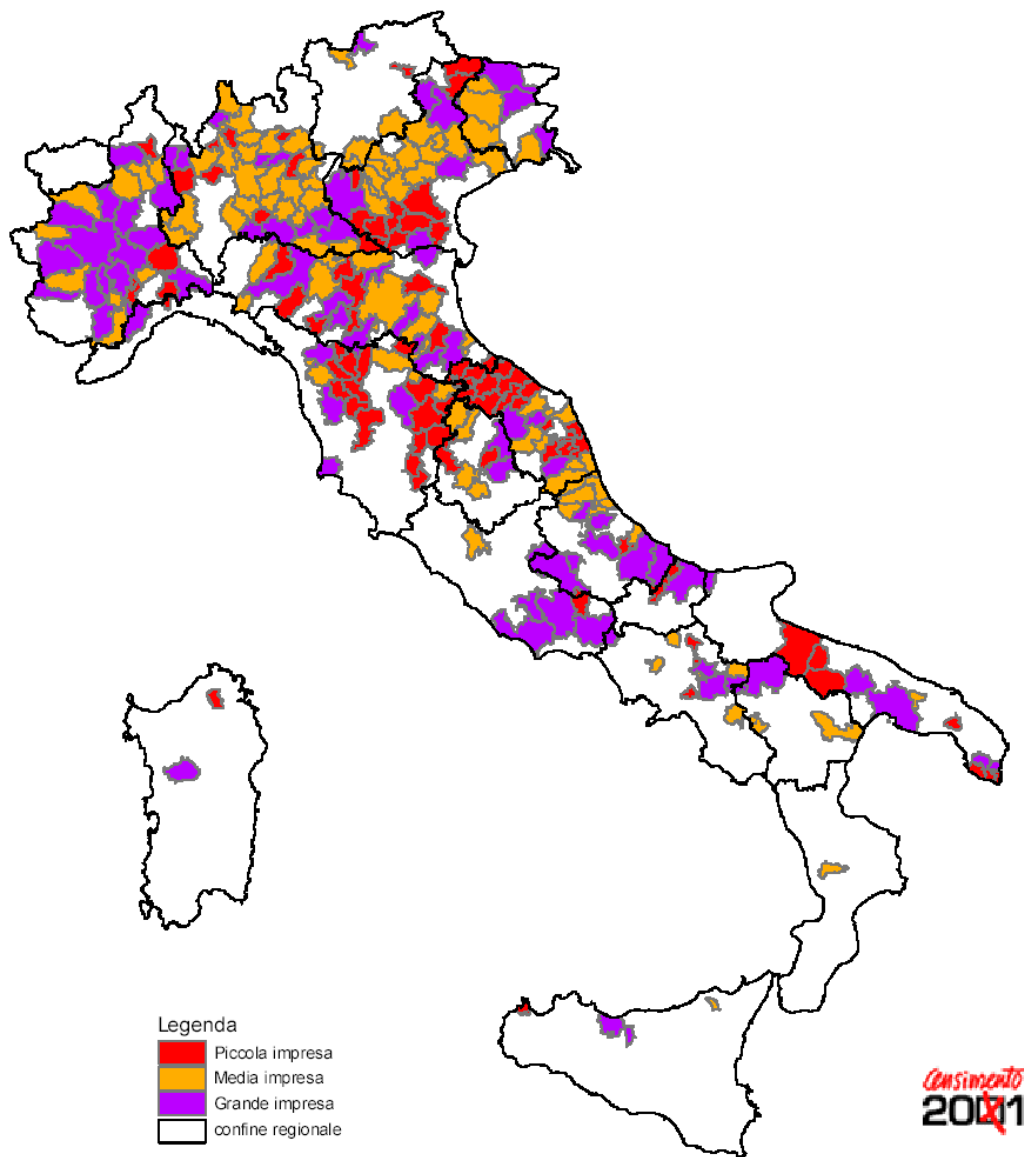 Legenda
Piccola impresa
Media impresa
Grande impresa
confine regionale
Censimento
2001